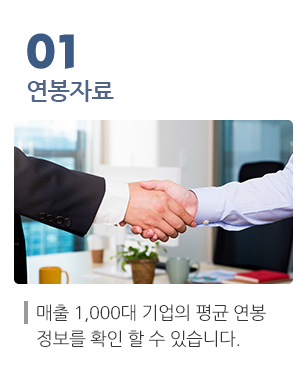 01
연봉자료
매출 1,000대 기업의 평균 연봉
정보를 확인 할 수 있습니다.